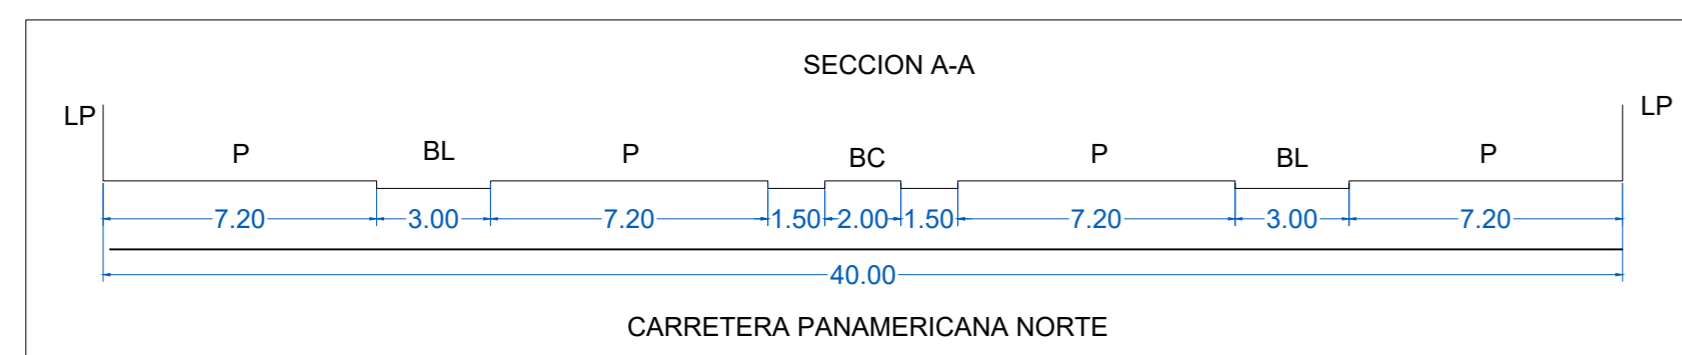 SECCION A-A
LP LP
P BL P BC P BL P
7.20 3.00 7.20 1.50 2.00 1.50 7.20 3.00 7.20
40.00
CARRETERA PANAMERICANA NORTE